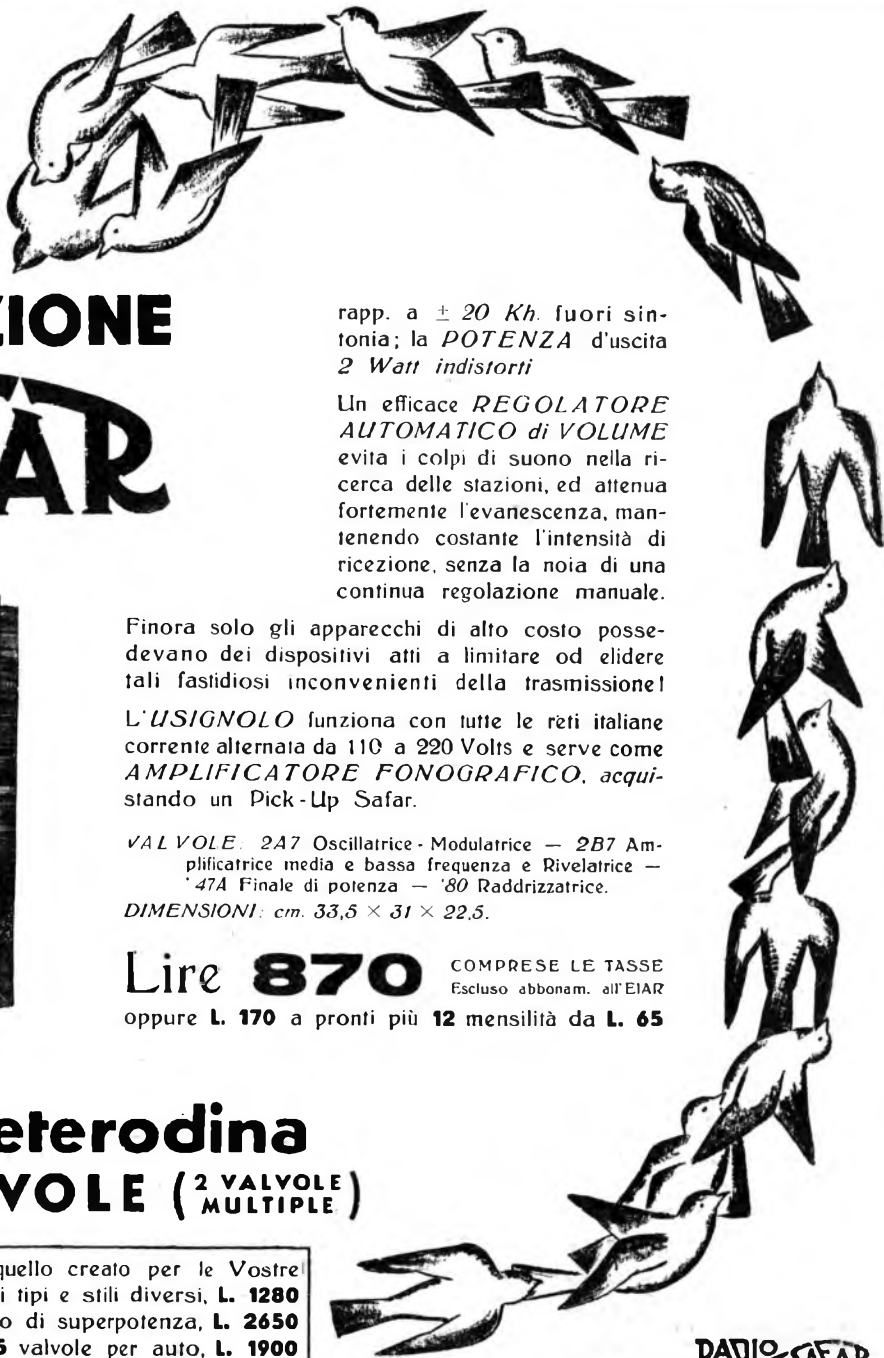 ZIONE
rapp. a ± 20 Kh. fuori sin-
tonia; la POTENZA d'uscita
2 Watt indistorti
Un efficace REGOLATORE
AUTOMATICO di VOLUME
evita i colpi di suono nella ri-
cerca delle stazioni, ed attenua
fortemente l'evanescenza, man-
tenendo costante l'intensità di
ricezione, senza la noia di una
continua regolazione manuale.
Finora solo gli apparecchi di alto costo posse-
devano dei dispositivi atti a limitare od elidere
tali fastidiosi inconvenienti della trasmissione!
L'USIGNOLO funziona con tutte le reti italiane
corrente alternata da 110 a 220 Volts e serve come
AMPLIFICATORE FONOGRAFICO, acqui-
stando un Pick-Up Safar.
VALVOLE: 2A7 Oscillatrice - Modulatrice — 2B7 Am-
plificatrice media e bassa frequenza e Rivelatrice —
'47A Finale di potenza — '80 Raddrizzatrice.
DIMENSIONI: cm. 33,5 × 31 × 22,5.
Lire 870 COMPRESE LE TASSE
Escluso abbonam. all'EIAR
oppure L. 170 a pronti più 12 mensilità da L. 65
eterodina
VOLE (2 VALVOLE MULTIPLE)
quello creato per le Vostre
i tipi e stili diversi, L. 1280
o di superpotenza, L. 2650
5 valvole per auto, L. 1900
RADIO SAFAR